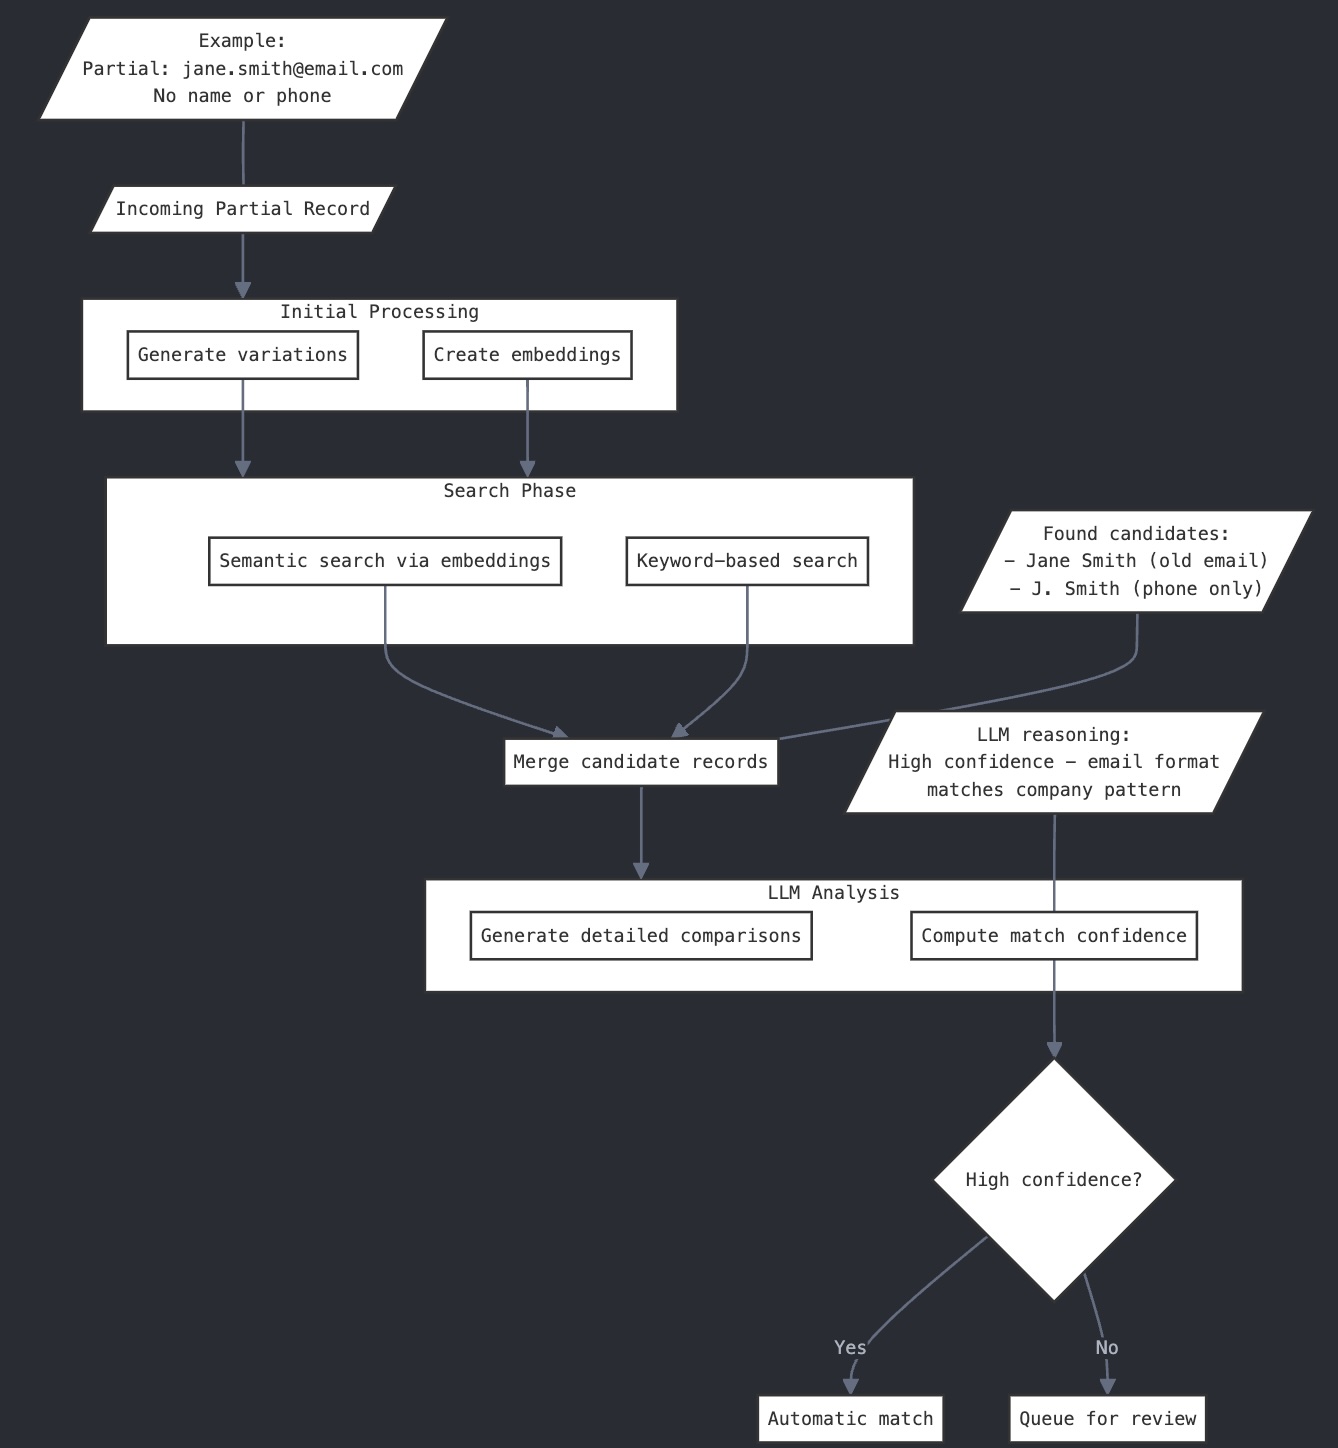 Example:
Partial: jane.smith@email.com
No name or phone
Incoming Partial Record
Initial Processing
Generate variations
Create embeddings
Search Phase
Semantic search via embeddings
Keyword-based search
Found candidates:
- Jane Smith (old email)
- J. Smith (phone only)
Merge candidate records
LLM reasoning:
High confidence - email format
matches company pattern
LLM Analysis
Generate detailed comparisons
Compute match confidence
High confidence?
Yes
No
Automatic match
Queue for review